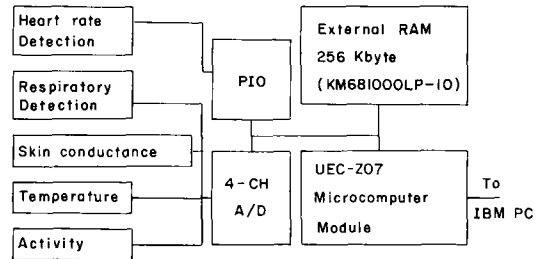 Heart rate
Detection
Respiratory
Detection
Skin conductance
Temperature
Activity
PIO
4-CH
A/D
External RAM
256 Kbyte
(KM681000LP-10)
UEC-Z07
Microcomputer
Module
To
IBM PC